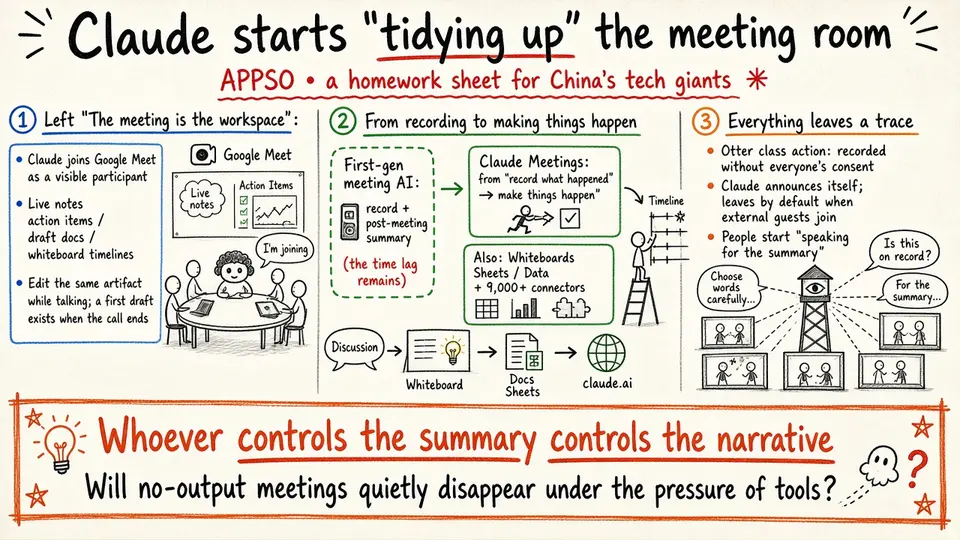 Claude starts "tidying up" the meeting room
APPSO • a homework sheet for China's tech giants
1 Left "The meeting is the workspace":
• Claude joins Google Meet
as a visible participant
• Live notes
action items /
draft docs /
whiteboard timelines
• Edit the same artifact
while talking; a first draft
exists when the call ends
Google Meet
Live
notes
Action Items
I'm joining
2 From recording to making things happen
First-gen
meeting AI:
record +
post-meeting
summary
(the time lag
remains)
Claude Meetings:
from "record what happened"
→ make things happen"
Also: Whiteboards
Sheets / Data
+ 9,000+ connectors
Timeline
Discussion
Whiteboard
Docs
Sheets
claude.ai
3 Everything leaves a trace
• Otter class action: recorded
without everyone's consent
• Claude announces itself;
leaves by default when
external guests join
• People start "speaking
for the summary"
Choose
words
carefully...
Is this
on record?
For the
summary...
Whoever controls the summary controls the narrative
Will no-output meetings quietly disappear under the pressure of tools?
?